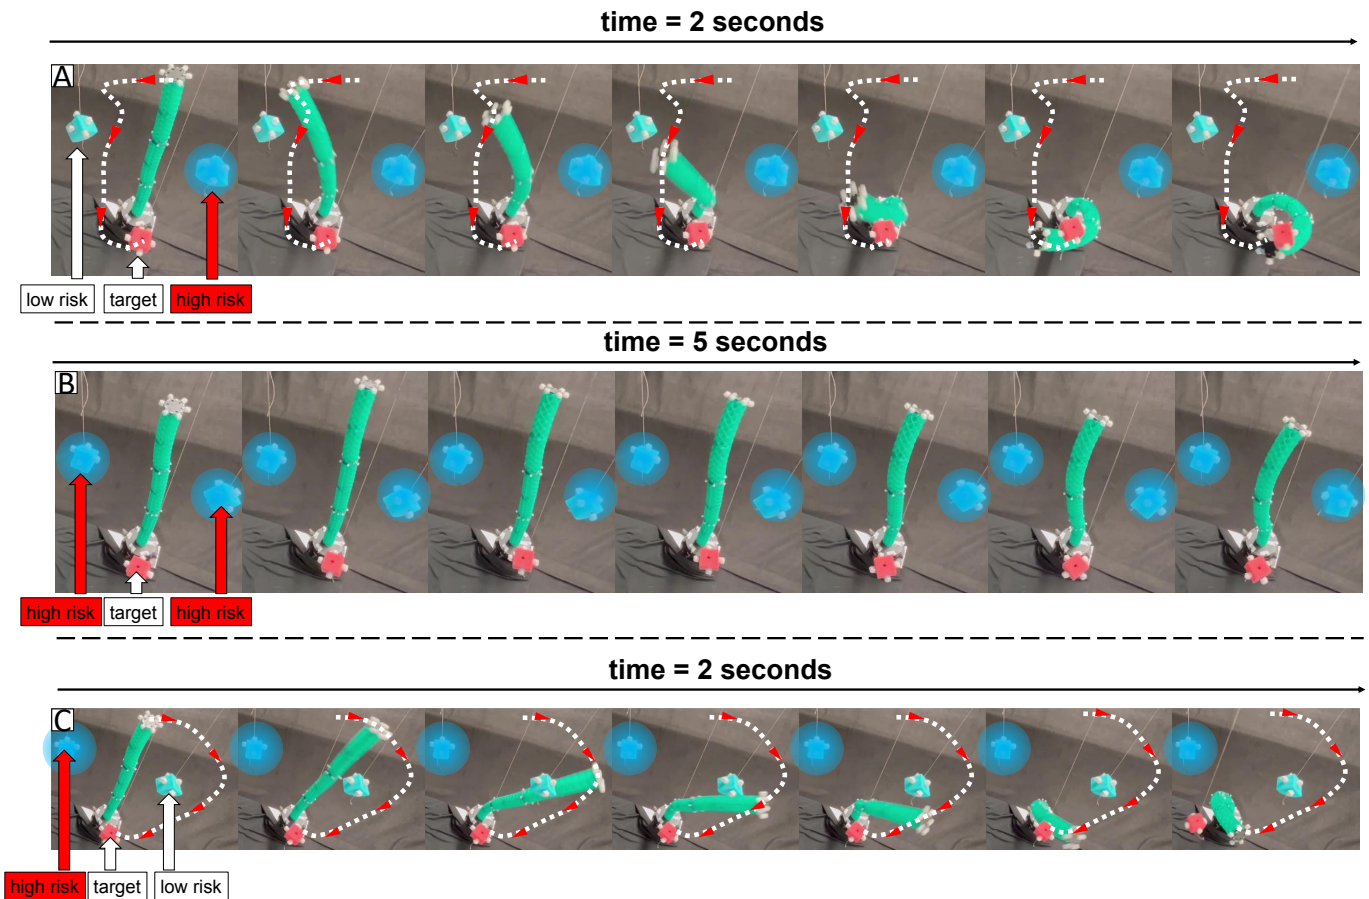 time = 2 seconds
A
low risk
target
high risk
time = 5 seconds
B
high risk
target
high risk
time = 2 seconds
C
high risk
target
low risk